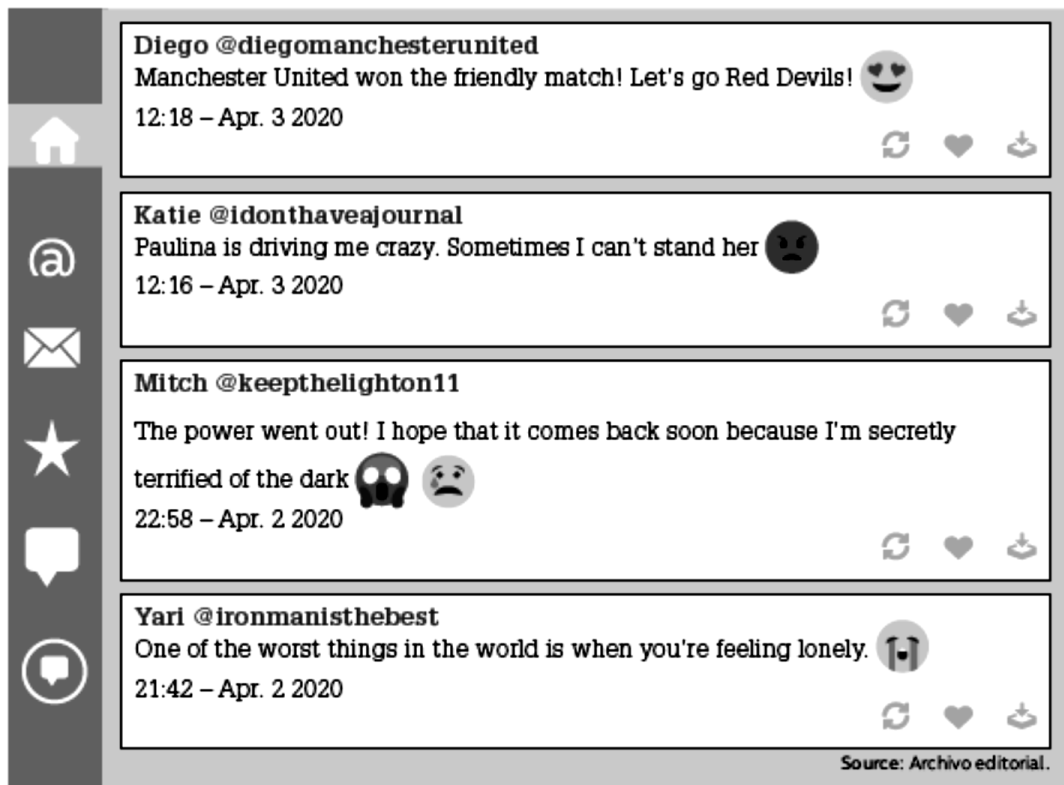 Diego @diegomanchesterunited
Manchester United won the friendly match! Let's go Red Devils!
12:18 – Apr. 3 2020
Katie @idonthaveajournal
Paulina is driving me crazy. Sometimes I can't stand her
12:16 – Apr. 3 2020
Mitch @keepthelighton11
The power went out! I hope that it comes back soon because I'm secretly
terrified of the dark
22:58 – Apr. 2 2020
Yari @ironmanisthebest
One of the worst things in the world is when you're feeling lonely.
21:42 – Apr. 2 2020
Source: Archivo editorial.